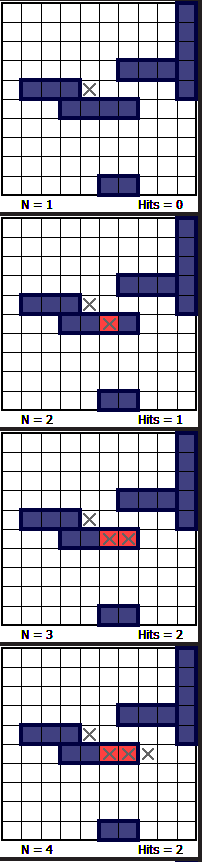 N = 1 Hits = 0
N = 2 Hits = 1
N = 3 Hits = 2
N = 4 Hits = 2